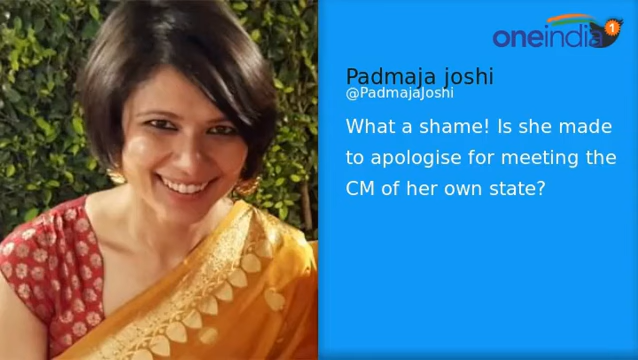 oneindia
1
Padmaja joshi
@PadmajaJoshi
What a shame! Is she made
to apologise for meeting the
CM of her own state?